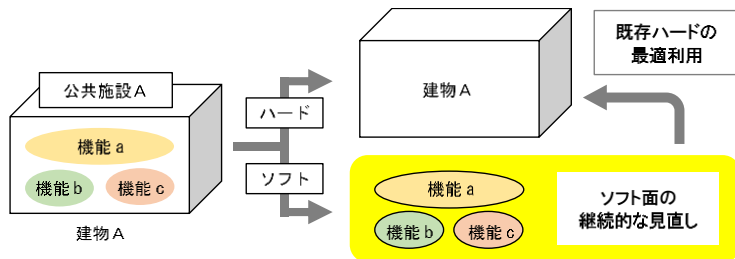 公共施設A
機能a
機能b
機能c
建物A
ハード
ソフト
建物A
既存ハードの
最適利用
機能a
機能b
機能c
ソフト面の
継続的な見直し